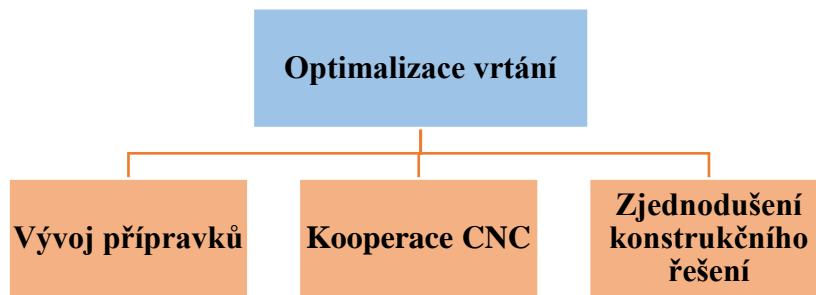 Optimalizace vrtání
Vývoj přípravků
Kooperace CNC
Zjednodušení
konstrukčního
řešení